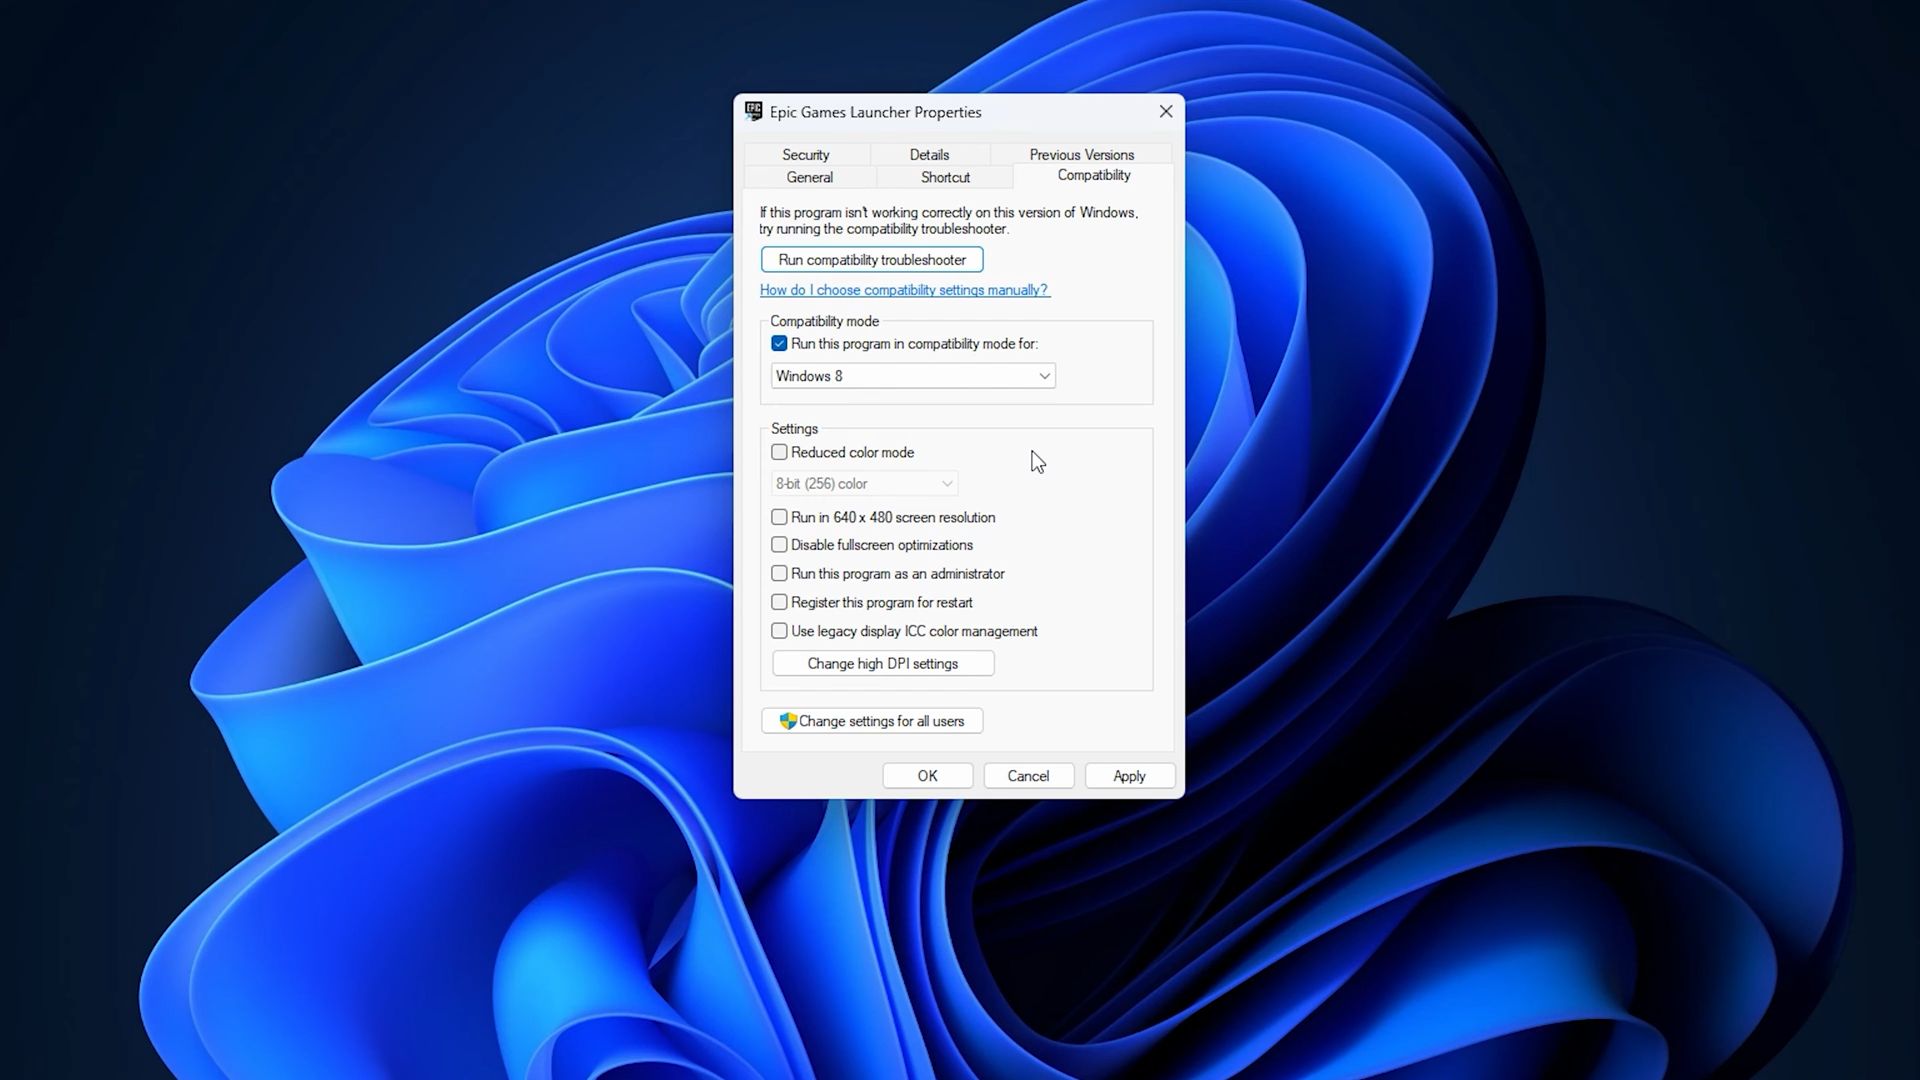 EPIC
Epic Games Launcher Properties
Security
Details
Previous Versions
General
Shortcut
Compatibility
If this program isn't working correctly on this version of Windows,
try running the compatibility troubleshooter.
Run compatibility troubleshooter
How do I choose compatibility settings manually?
Compatibility mode
Run this program in compatibility mode for:
Windows 8
Settings
Reduced color mode
8-bit (256) color
Run in 640 x 480 screen resolution
Disable fullscreen optimizations
Run this program as an administrator
Register this program for restart
Use legacy display ICC color management
Change high DPI settings
Change settings for all users
OK
Cancel
Apply